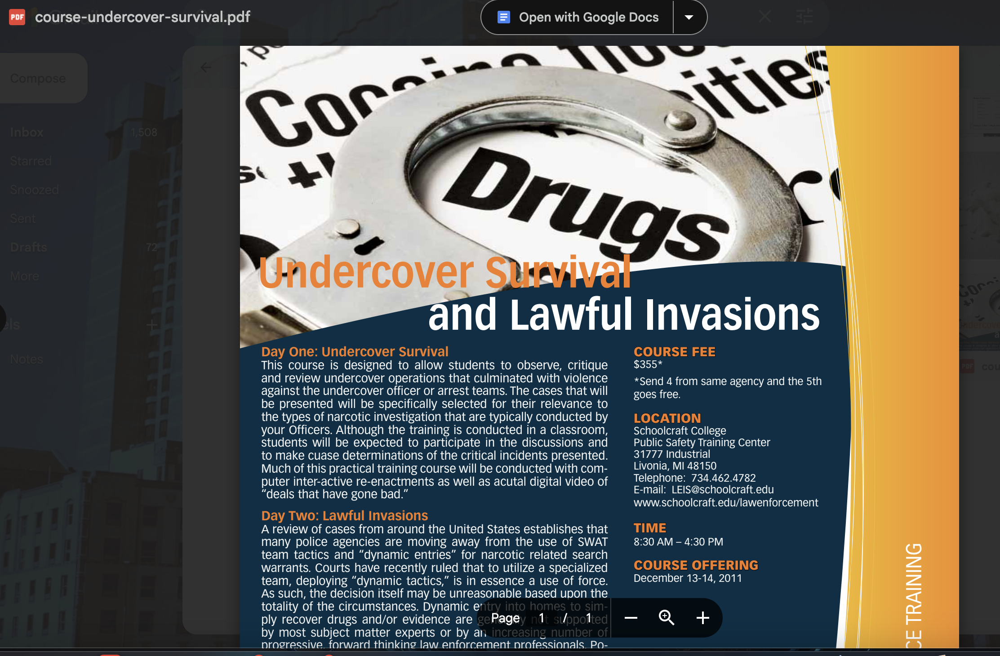 course-undercover-survival.pdf
Open with Google Docs
Compose
Inbox 1,508
Starred
Snoozed
Sent
Drafts 72
More
Notes
Drugs
Undercover Survival
and Lawful Invasions
Day One: Undercover Survival
This course is designed to allow students to observe, critique
and review undercover operations that culminated with violence
against the undercover officer or arrest teams. The cases that will
be presented will be specifically selected for their relevance to
the types of narcotic investigation that are typically conducted by
your Officers. Although the training is conducted in a classroom,
students will be expected to participate in the discussions and
to make cuase determinations of the critical incidents presented.
Much of this practical training course will be conducted with com-
puter inter-active re-enactments as well as acutal digital video of
“deals that have gone bad.”
Day Two: Lawful Invasions
A review of cases from around the United States establishes that
many police agencies are moving away from the use of SWAT
team tactics and “dynamic entries” for narcotic related search
warrants. Courts have recently ruled that to utilize a specialized
team, deploying “dynamic tactics,” is in essence a use of force.
As such, the decision itself may be unreasonable based upon the
totality of the circumstances. Dynamic entry into homes to sim-
ply recover drugs and/or evidence are generally not supported
by most subject matter experts or by an increasing number of
progressive, forward thinking law enforcement professionals. Po-
COURSE FEE
$355*
*Send 4 from same agency and the 5th
goes free.
LOCATION
Schoolcraft College
Public Safety Training Center
31777 Industrial
Livonia, MI 48150
Telephone: 734.462.4782
E-mail: LEIS@schoolcraft.edu
www.schoolcraft.edu/lawenforcement
TIME
8:30 AM – 4:30 PM
COURSE OFFERING
December 13-14, 2011
CE TRAINING
Page 1 / 1